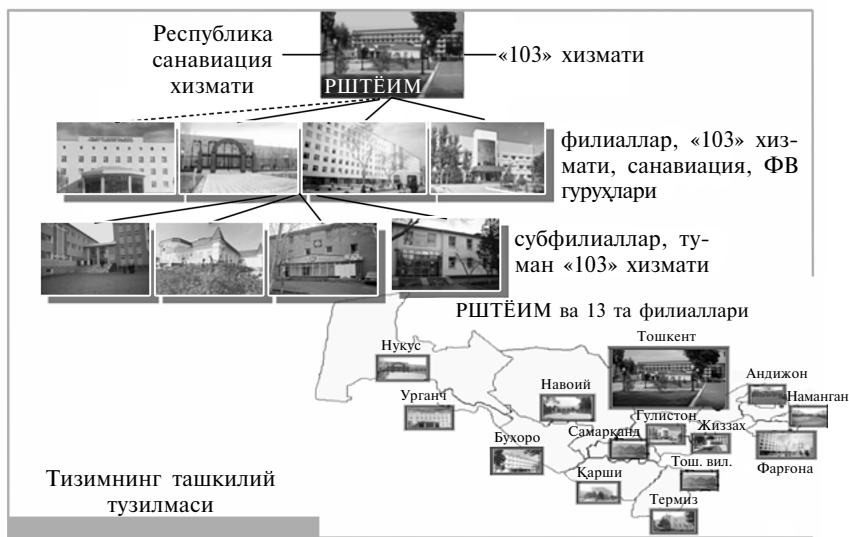 Республика
санавиация
хизмати
РШТЁИМ
«103» хизмати
филиаллар, «103» хиз-
мати, санавиация, ФВ
гуруҳлари
субфилиаллар, ту-
ман «103» хизмати
РШТЁИМ ва 13 та филиаллари
Тошкент
Нукус
Андижон
Навоий
Наманган
Урганч
Гулистон
Жиззах
Самарқанд
Бухоро
Тош. вил.
Фарғона
Қарши
Термиз
Тизимнинг ташкилий
тузилмаси